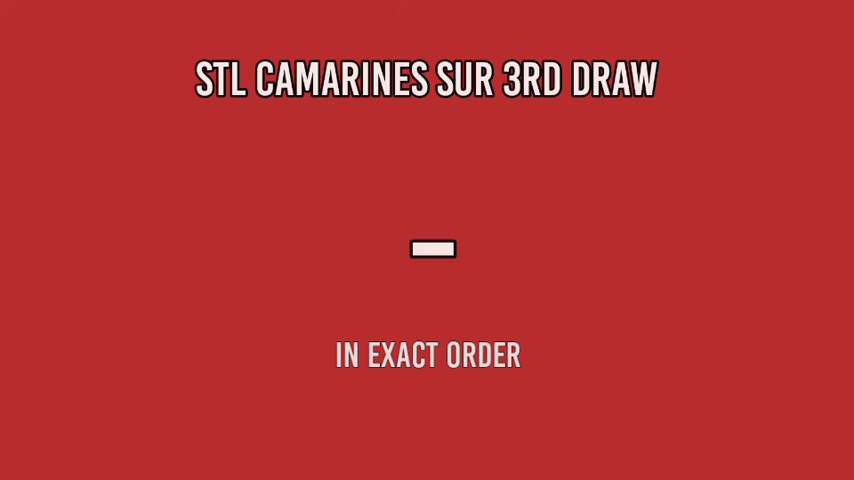 STL CAMARINES SUR 3RD DRAW
-
IN EXACT ORDER